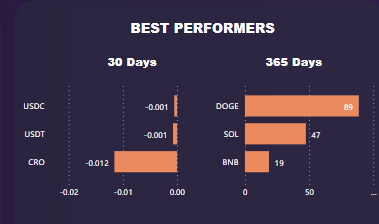 BEST PERFORMERS
30 Days
365 Days
USDC -0.001
USDT -0.001
CRO -0.012
-0.02 -0.01 0.00
DOGE 89
SOL 47
BNB 19
0 50 ...